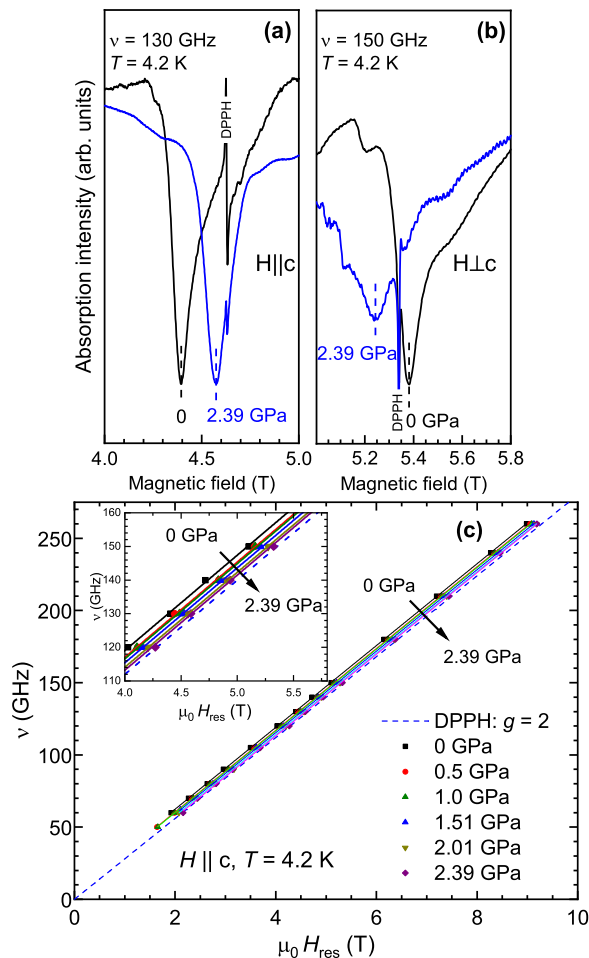 (a)
ν = 130 GHz
T = 4.2 K
DPPH
H||c
0
2.39 GPa
4.0 4.5 5.0
Magnetic field (T)
Absorption intensity (arb. units)
(b)
ν = 150 GHz
T = 4.2 K
H⊥c
2.39 GPa
DPPH
0 GPa
5.2 5.4 5.6 5.8
Magnetic field (T)
(c)
250
200
150
100
50
0
ν (GHz)
0 2 4 6 8 10
μ0 Hres (T)
160
150
140
130
120
110
ν (GHz)
4.0 4.5 5.0 5.5
μ0 Hres (T)
0 GPa
2.39 GPa
0 GPa
2.39 GPa
DPPH: g = 2
0 GPa
0.5 GPa
1.0 GPa
1.51 GPa
2.01 GPa
2.39 GPa
H || c, T = 4.2 K